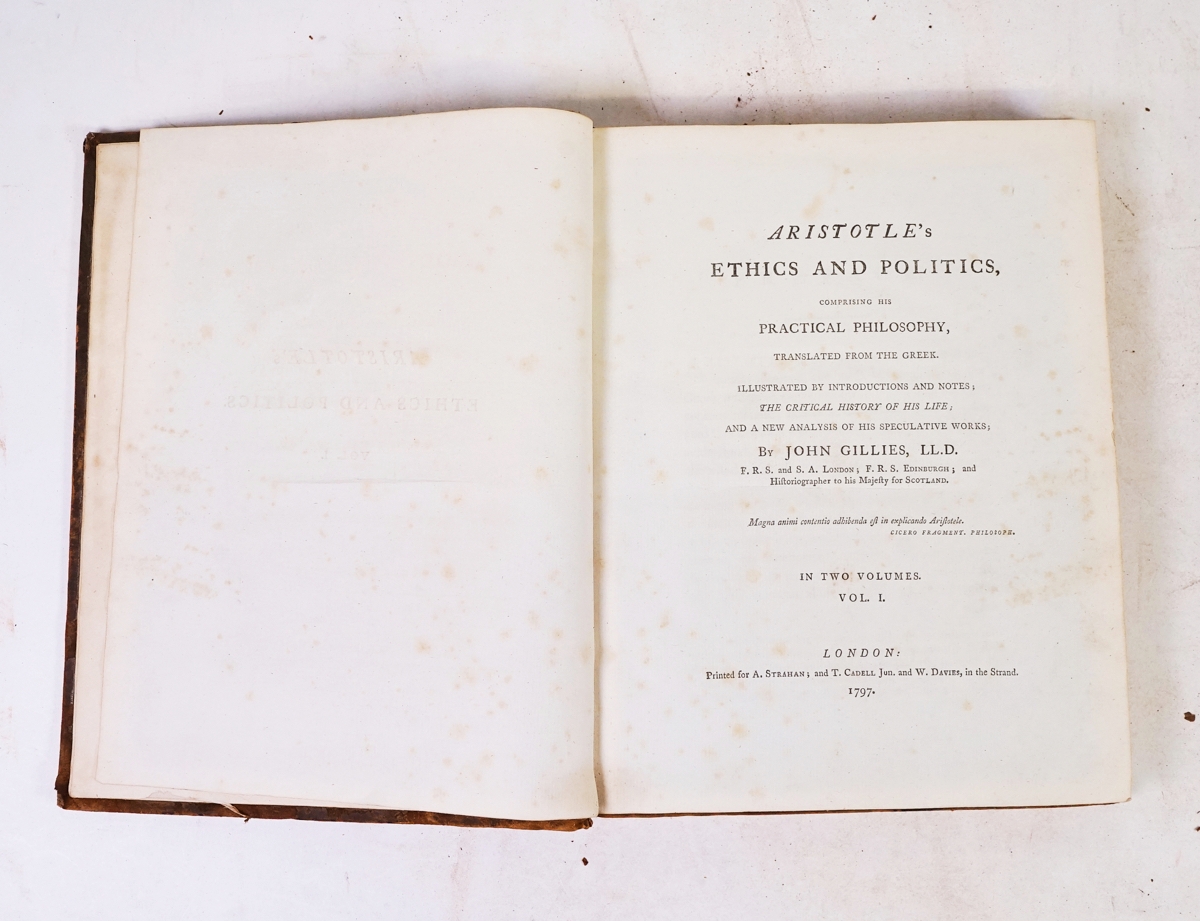 ARISTOTLE's
ETHICS AND POLITICS,
COMPRISING HIS
PRACTICAL PHILOSOPHY,
TRANSLATED FROM THE GREEK.
ILLUSTRATED BY INTRODUCTIONS AND NOTES;
THE CRITICAL HISTORY OF HIS LIFE;
AND A NEW ANALYSIS OF HIS SPECULATIVE WORKS;
By JOHN GILLIES, LL.D.
F. R. S. and S. A. LONDON; F. R. S. EDINBURGH; and
Hiſtoriographer to his Majeſty for SCOTLAND.
Magna animi contentio adhibenda eſt in explicando Ariſtotele.
CICERO FRAGMENT. PHILOSOPH.
IN TWO VOLUMES.
VOL. I.
LONDON:
Printed for A. STRAHAN; and T. CADELL Jun. and W. DAVIES, in the Strand.
1797.